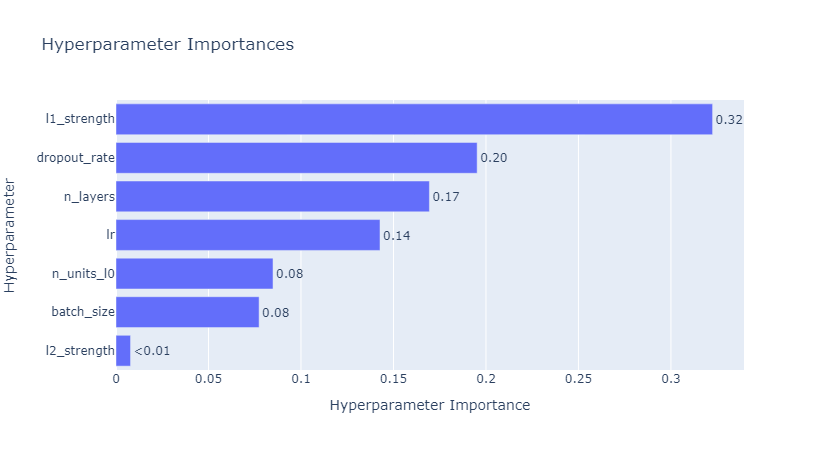 Hyperparameter Importances
Hyperparameter
l1_strength 0.32
dropout_rate 0.20
n_layers 0.17
lr 0.14
n_units_l0 0.08
batch_size 0.08
l2_strength <0.01
0 0.05 0.1 0.15 0.2 0.25 0.3
Hyperparameter Importance